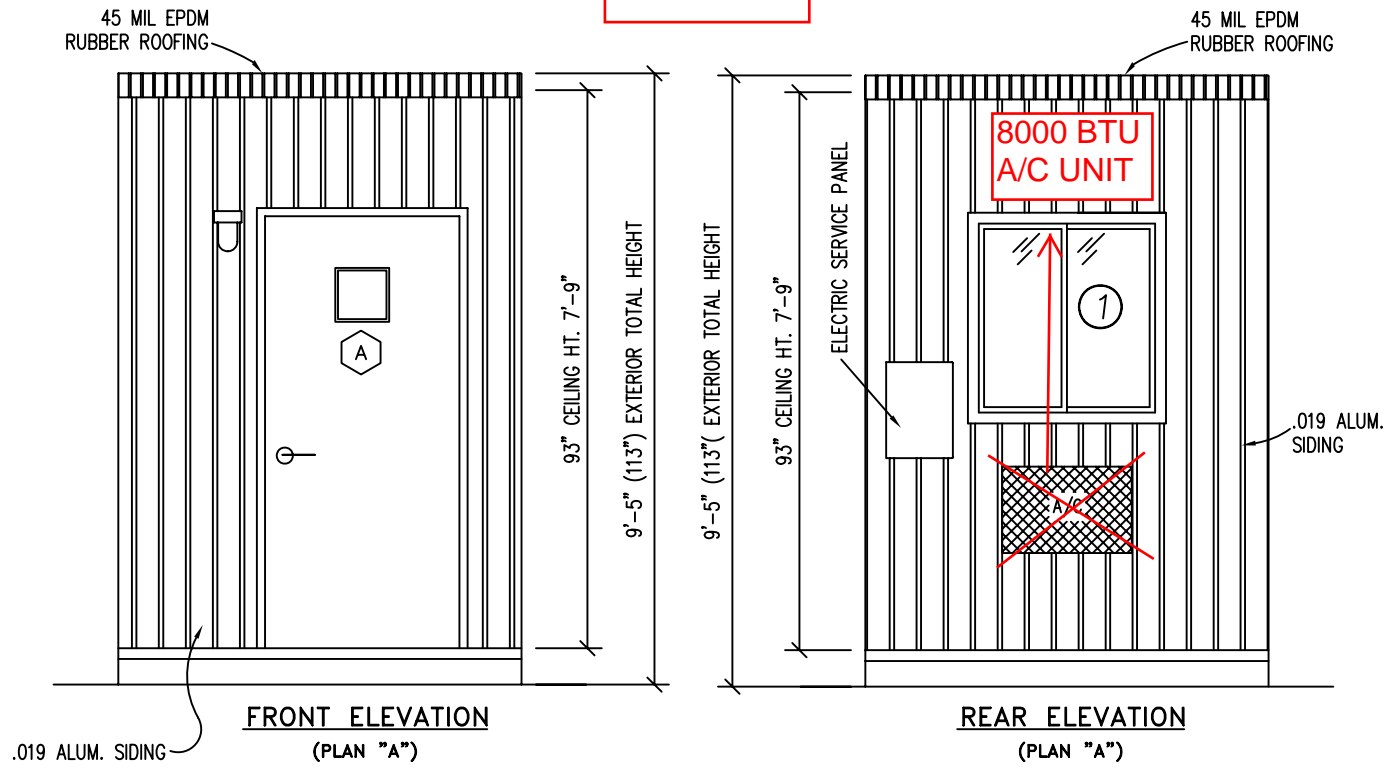 45 MIL EPDM
RUBBER ROOFING
A
93" CEILING HT. 7'-9"
9'-5" (113") EXTERIOR TOTAL HEIGHT
.019 ALUM. SIDING
FRONT ELEVATION
(PLAN "A")
45 MIL EPDM
RUBBER ROOFING
8000 BTU
A/C UNIT
ELECTRIC SERVICE PANEL
1
93" CEILING HT. 7'-9"
9'-5" (113"( EXTERIOR TOTAL HEIGHT
A/C
.019 ALUM.
SIDING
REAR ELEVATION
(PLAN "A")